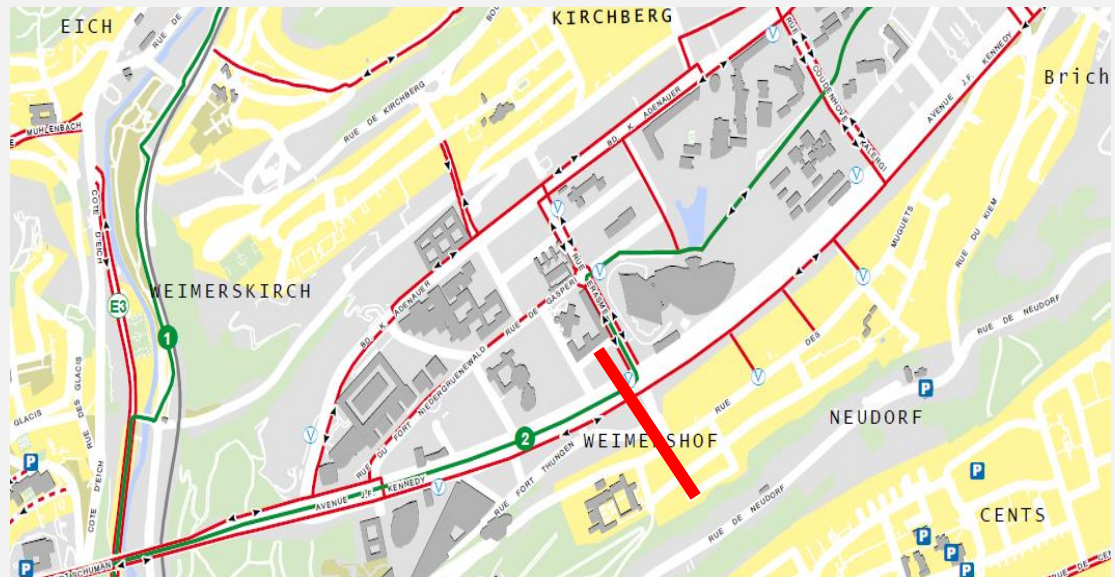 KIRCHBERG
EICH
RUE DE
BD. K. ADENAUER
RUE
COUDENHOVE
KALERGI
AVENUE J.F. KENNEDY
Brich
RUE DE KIRCHBERG
MUHLENBACH
COTE D'EICH
E3
WEIMERSKIRCH
1
BD. K. ADENAUER
RUE ERASME
RUE DE GASPERI
RUE DU FORT NIEDERGRUENEWALD
MUGUETS
DES
RUE
RUE DU KIEM
RUE DE NEUDORF
GLACIS
RUE DES GLACIS
COTE D'EICH
NEUDORF
P
V
2
WEIMERSHOF
RUE FORT THUNGEN
AVENUE J.F. KENNEDY
RUE DE NEUDORF
CENTS
SCHUMAN